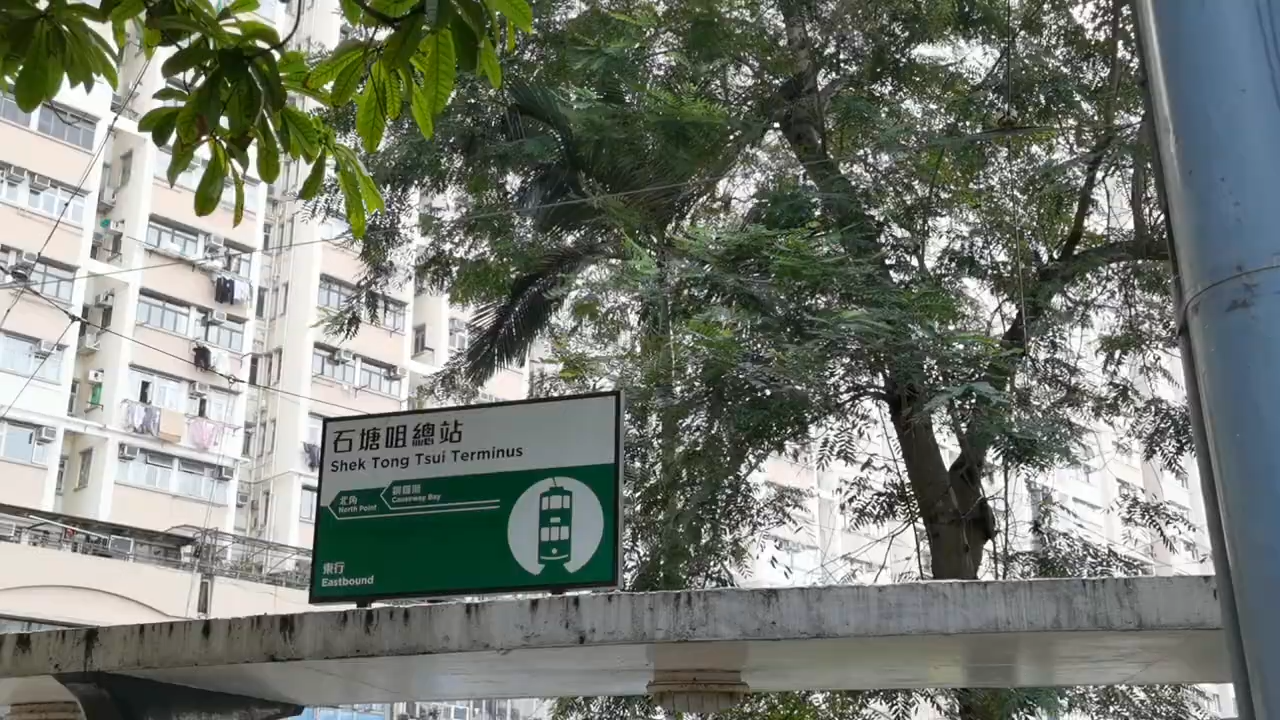 石塘咀總站
Shek Tong Tsui Terminus
北角
North Point
銅鑼灣
Causeway Bay
東行
Eastbound